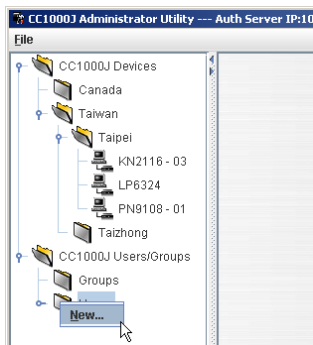 CC1000J Administrator Utility --- Auth Server IP:10
File
CC1000J Devices
Canada
Taiwan
Taipei
KN2116 - 03
LP6324
PN9108 - 01
Taizhong
CC1000J Users/Groups
Groups
New...